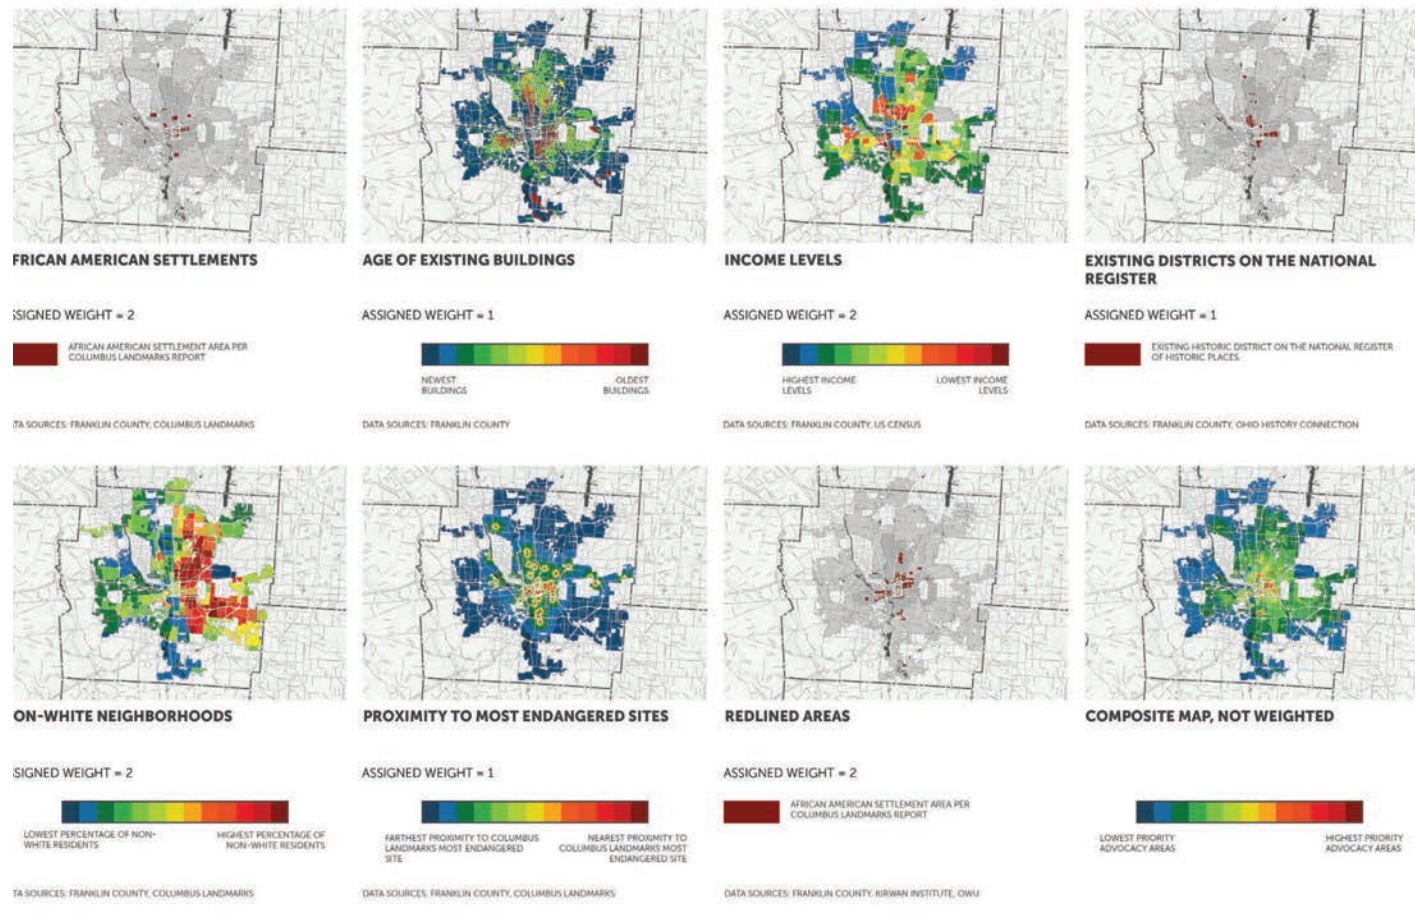 FRICAN AMERICAN SETTLEMENTS
SSIGNED WEIGHT = 2
AFRICAN AMERICAN SETTLEMENT AREA PER
COLUMBUS LANDMARKS REPORT
TA SOURCES: FRANKLIN COUNTY, COLUMBUS LANDMARKS
AGE OF EXISTING BUILDINGS
ASSIGNED WEIGHT = 1
NEWEST
BUILDINGS
OLDEST
BUILDINGS
DATA SOURCES: FRANKLIN COUNTY
INCOME LEVELS
ASSIGNED WEIGHT = 2
HIGHEST INCOME
LEVELS
LOWEST INCOME
LEVELS
DATA SOURCES: FRANKLIN COUNTY, US CENSUS
EXISTING DISTRICTS ON THE NATIONAL
REGISTER
ASSIGNED WEIGHT = 1
EXISTING HISTORIC DISTRICT ON THE NATIONAL REGISTER
OF HISTORIC PLACES
DATA SOURCES: FRANKLIN COUNTY, OHIO HISTORY CONNECTION
ON-WHITE NEIGHBORHOODS
SIGNED WEIGHT = 2
LOWEST PERCENTAGE OF NON-
WHITE RESIDENTS
HIGHEST PERCENTAGE OF
NON-WHITE RESIDENTS
TA SOURCES: FRANKLIN COUNTY, COLUMBUS LANDMARKS
PROXIMITY TO MOST ENDANGERED SITES
ASSIGNED WEIGHT = 1
FARTHEST PROXIMITY TO COLUMBUS
LANDMARKS MOST ENDANGERED
SITE
NEAREST PROXIMITY TO
COLUMBUS LANDMARKS MOST
ENDANGERED SITE
DATA SOURCES: FRANKLIN COUNTY, COLUMBUS LANDMARKS
REDLINED AREAS
ASSIGNED WEIGHT = 2
AFRICAN AMERICAN SETTLEMENT AREA PER
COLUMBUS LANDMARKS REPORT
DATA SOURCES: FRANKLIN COUNTY, KIRWAN INSTITUTE, OWU
COMPOSITE MAP, NOT WEIGHTED
LOWEST PRIORITY
ADVOCACY AREAS
HIGHEST PRIORITY
ADVOCACY AREAS